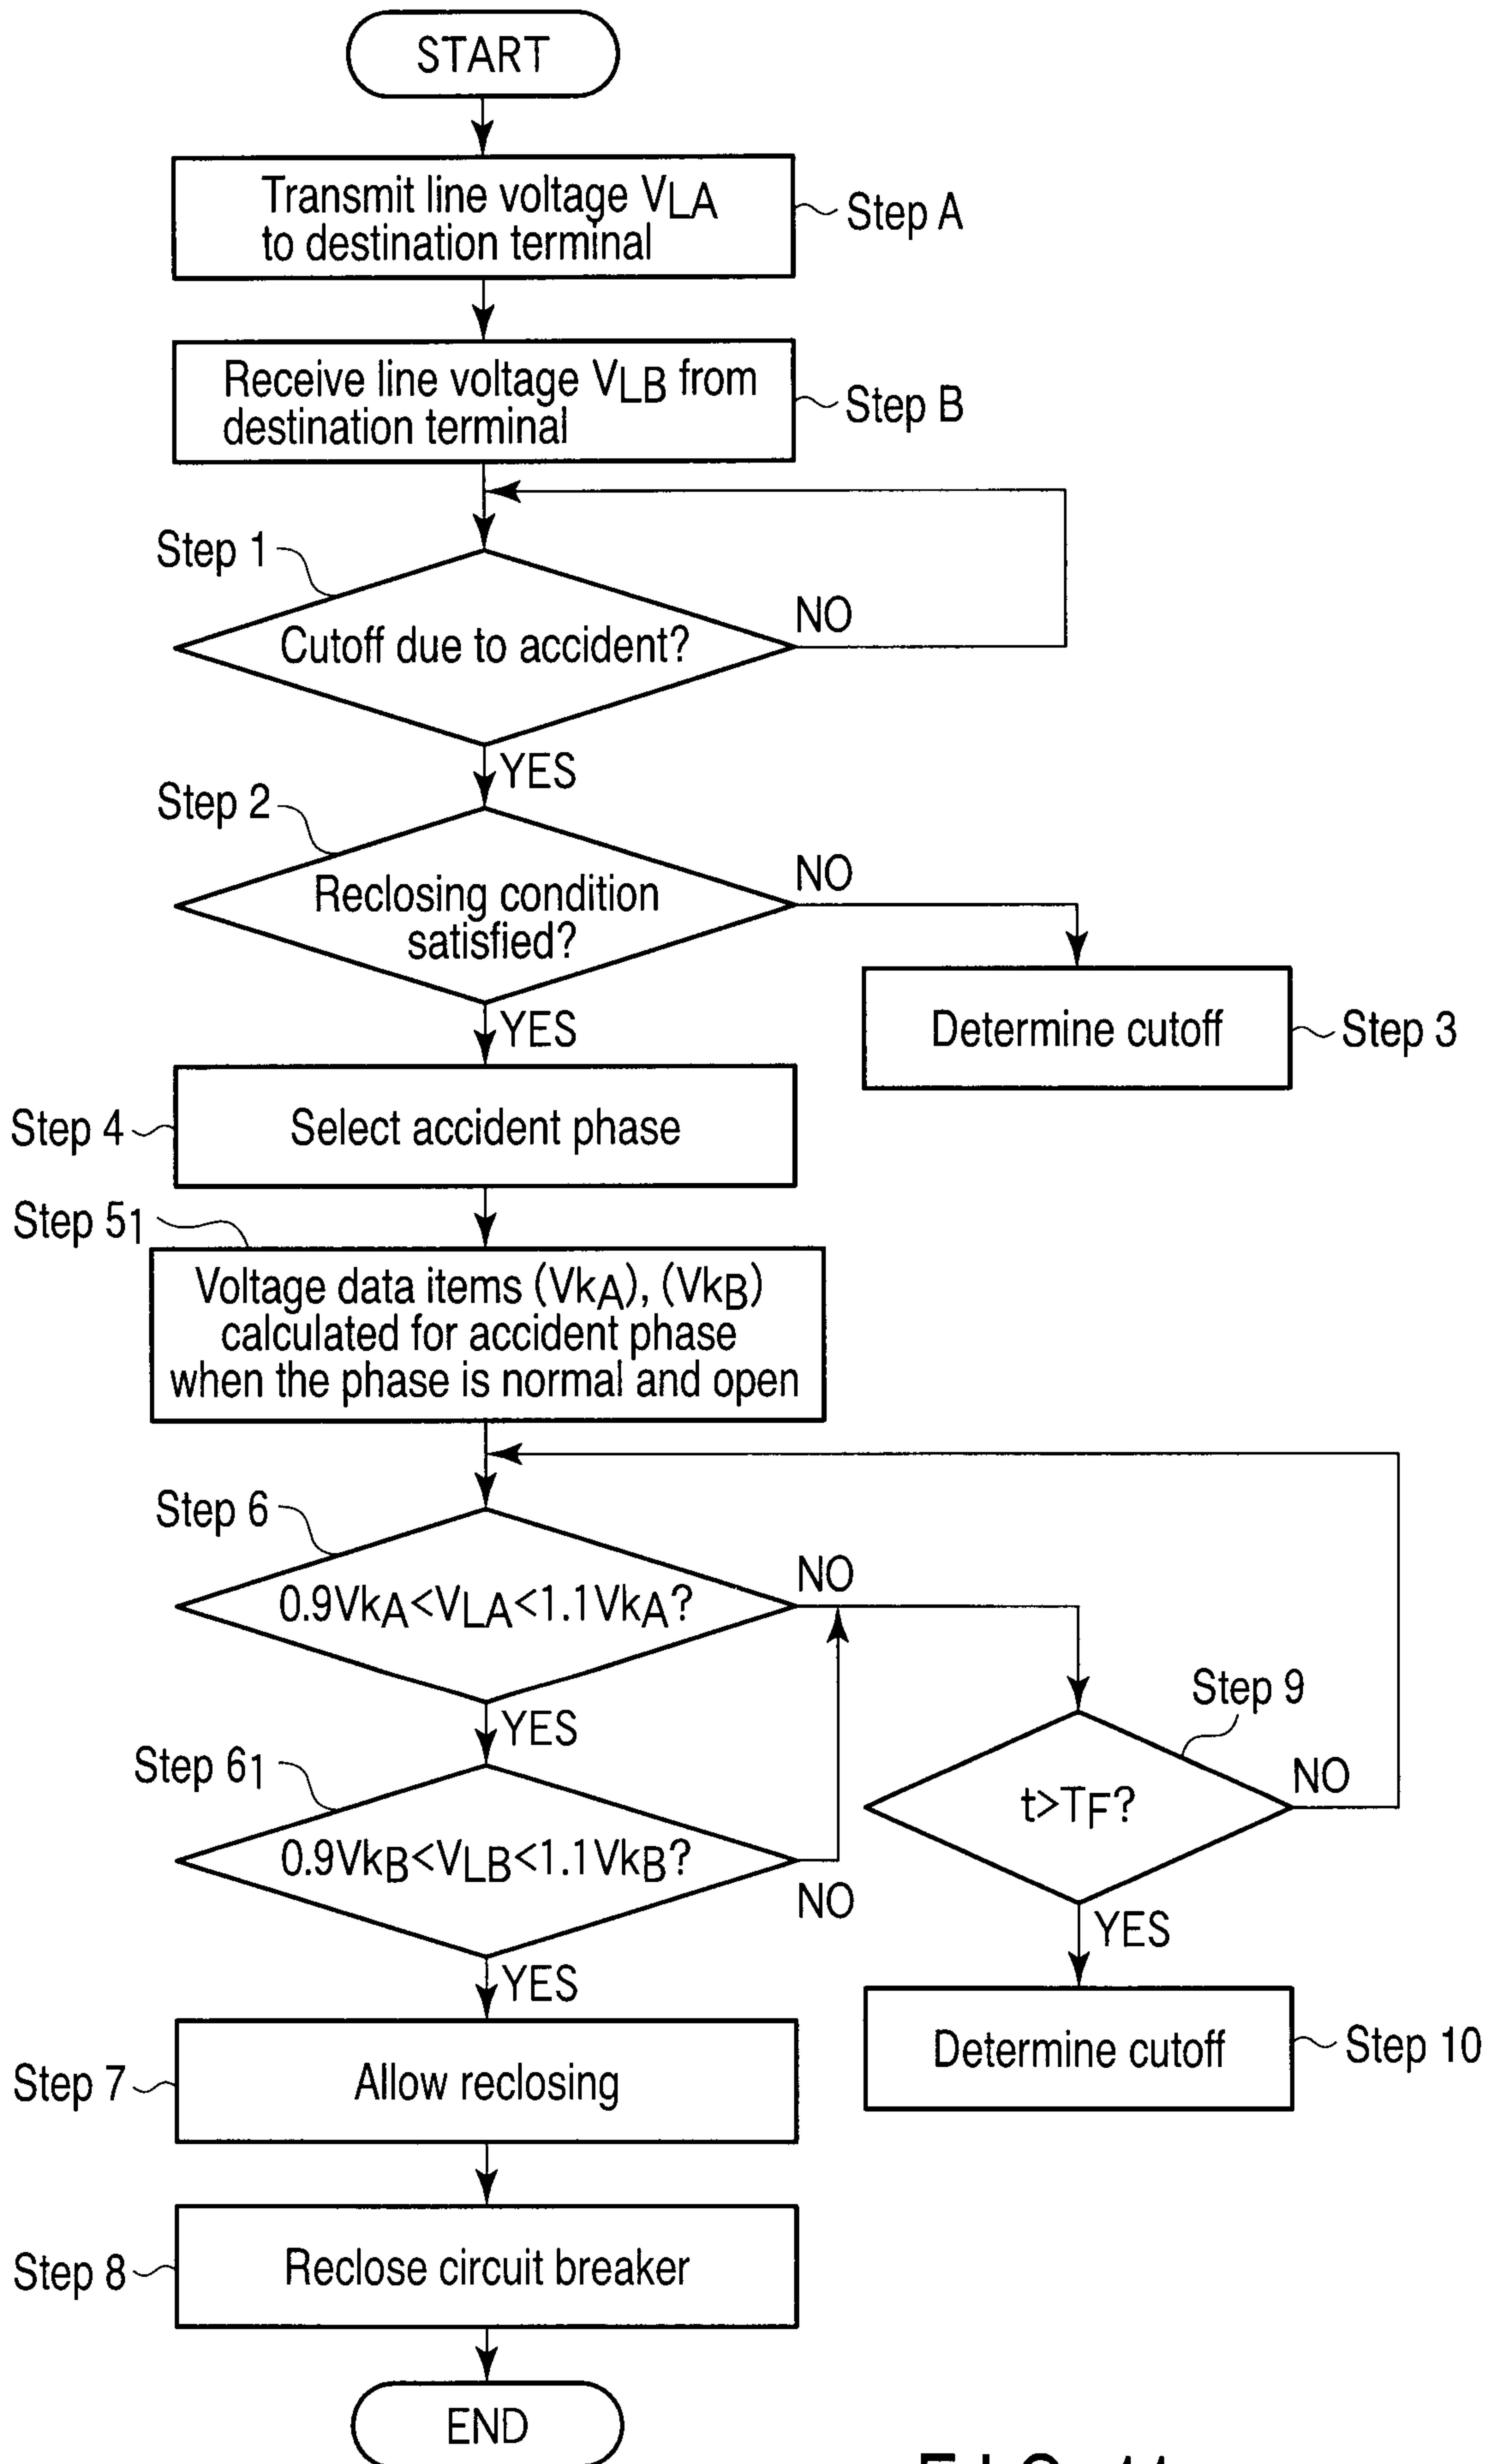 START
Transmit line voltage VLA
to destination terminal
Step A
Receive line voltage VLB from
destination terminal
Step B
Step 1
Cutoff due to accident?
NO
YES
Step 2
Reclosing condition
satisfied?
NO
YES
Determine cutoff
Step 3
Step 4
Select accident phase
Step 51
Voltage data items (VkA), (VkB)
calculated for accident phase
when the phase is normal and open
Step 6
0.9VkA<VLA<1.1VkA?
NO
YES
Step 9
t>TF?
NO
YES
Step 61
0.9VkB<VLB<1.1VkB?
NO
YES
Determine cutoff
Step 10
Step 7
Allow reclosing
Step 8
Reclose circuit breaker
END